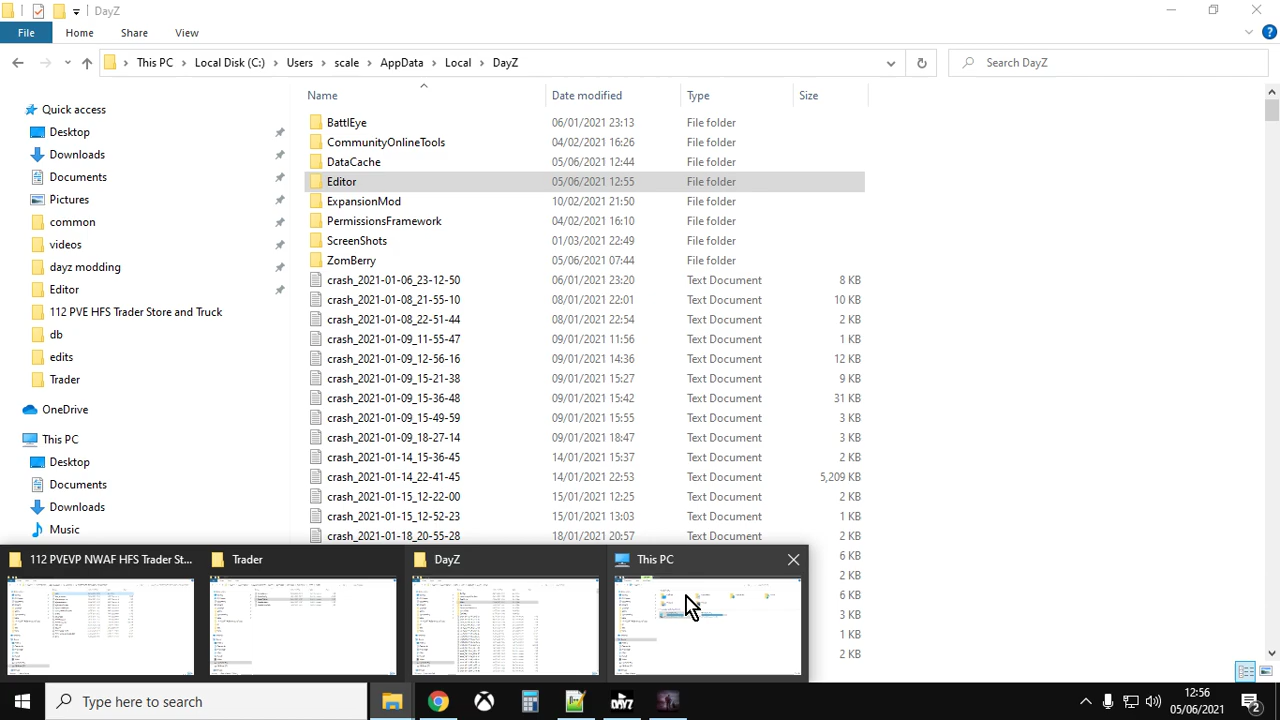 DayZ
File Home Share View
This PC Local Disk (C:) Users scale AppData Local DayZ Search DayZ
Name Date modified Type Size
Quick access
Desktop
Downloads
Documents
Pictures
common
videos
dayz modding
Editor
112 PVE HFS Trader Store and Truck
db
edits
Trader
OneDrive
This PC
Desktop
Documents
Downloads
Music
BattlEye 06/01/2021 23:13 File folder
CommunityOnlineTools 04/02/2021 16:26 File folder
DataCache 05/06/2021 12:44 File folder
Editor 05/06/2021 12:55 File folder
ExpansionMod 10/02/2021 21:50 File folder
PermissionsFramework 04/02/2021 16:10 File folder
ScreenShots 01/03/2021 22:49 File folder
ZomBerry 05/06/2021 07:44 File folder
crash_2021-01-06_23-12-50 06/01/2021 23:20 Text Document 8 KB
crash_2021-01-08_21-55-10 08/01/2021 22:01 Text Document 10 KB
crash_2021-01-08_22-51-44 08/01/2021 22:54 Text Document 2 KB
crash_2021-01-09_11-55-47 09/01/2021 11:56 Text Document 1 KB
crash_2021-01-09_12-56-16 09/01/2021 14:36 Text Document 12 KB
crash_2021-01-09_15-21-38 09/01/2021 15:27 Text Document 9 KB
crash_2021-01-09_15-36-48 09/01/2021 15:42 Text Document 31 KB
crash_2021-01-09_15-49-59 09/01/2021 15:55 Text Document 3 KB
crash_2021-01-09_18-27-14 09/01/2021 18:47 Text Document 3 KB
crash_2021-01-14_15-36-45 14/01/2021 15:37 Text Document 2 KB
crash_2021-01-14_22-41-45 14/01/2021 22:53 Text Document 5,209 KB
crash_2021-01-15_12-22-00 15/01/2021 12:25 Text Document 2 KB
crash_2021-01-15_12-52-23 15/01/2021 13:03 Text Document 1 KB
crash_2021-01-18_20-55-28 18/01/2021 20:57 Text Document 2 KB
6 KB
2 KB
6 KB
3 KB
1 KB
2 KB
112 PVEVP NWAF HFS Trader St... Trader DayZ This PC
Type here to search
DAYZ
12:56
05/06/2021
2